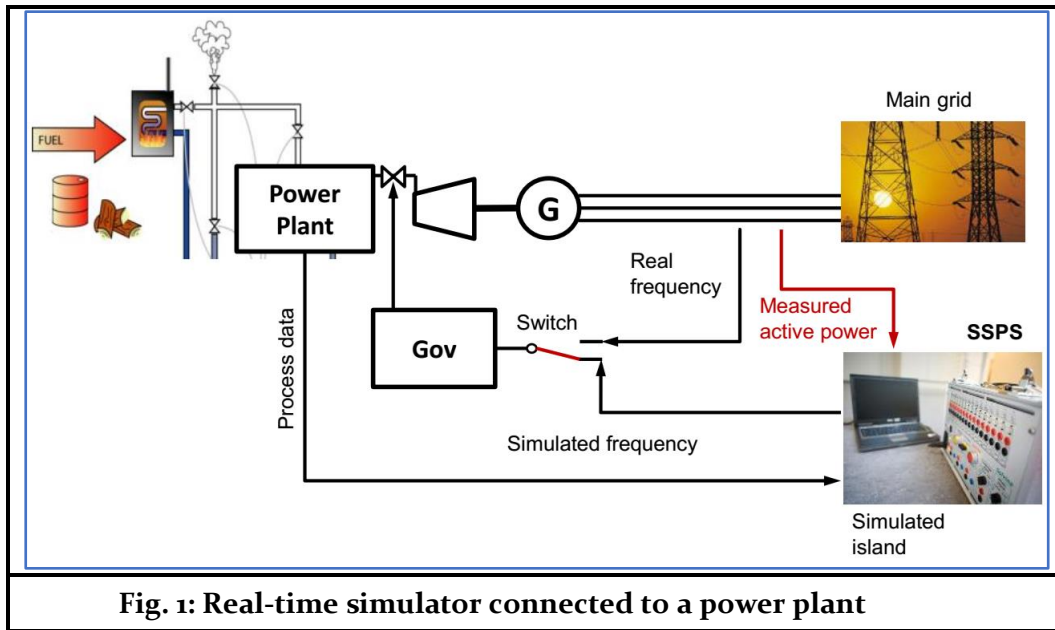 Main grid
FUEL
Power
Plant
G
Real
frequency
Measured
active power
SSPS
Switch
Gov
Process data
Simulated frequency
Simulated
island
Fig. 1: Real-time simulator connected to a power plant